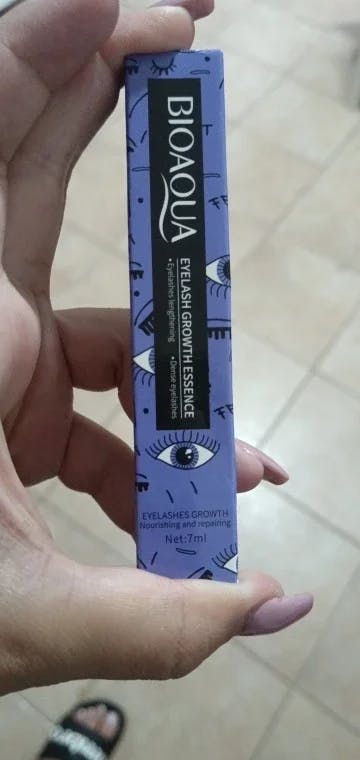 BIOAQUA
EYELASH GROWTH ESSENCE
•Eyelashes lengthening •Dense eyelashes
EYELASHES GROWTH
Nourishing and repairing
Net:7ml